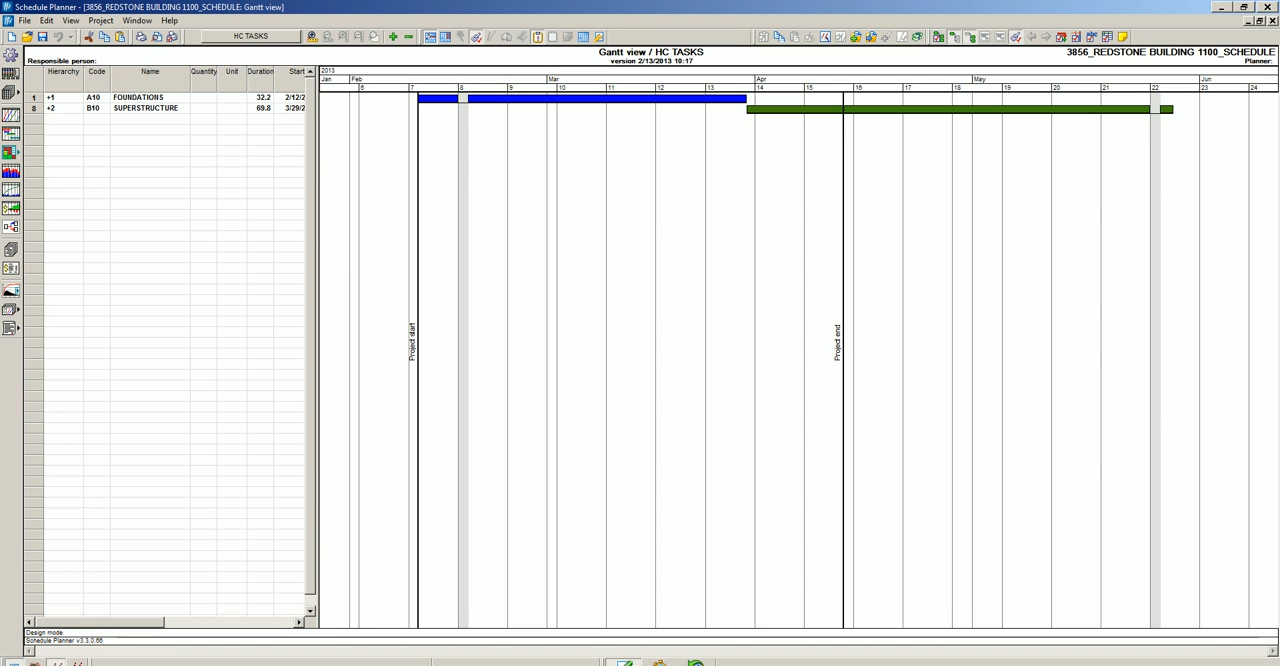 Schedule Planner - [3856_REDSTONE BUILDING 1100_SCHEDULE: Gantt view]
File Edit View Project Window Help
HC TASKS
Responsible person:
Gantt view / HC TASKS
version 2/13/2013 10:17
3856_REDSTONE BUILDING 1100_SCHEDULE
Planner:
Hierarchy Code Name Quantity Unit Duration Start
1 +1 A10 FOUNDATIONS 32.2 2/12/2
8 +2 B10 SUPERSTRUCTURE 69.8 3/29/2
2013
Jan Feb Mar Apr May Jun
6 7 8 9 10 11 12 13 14 15 16 17 18 19 20 21 22 23 24
Project start
Project end
Design mode
Schedule Planner v3.3.0.66